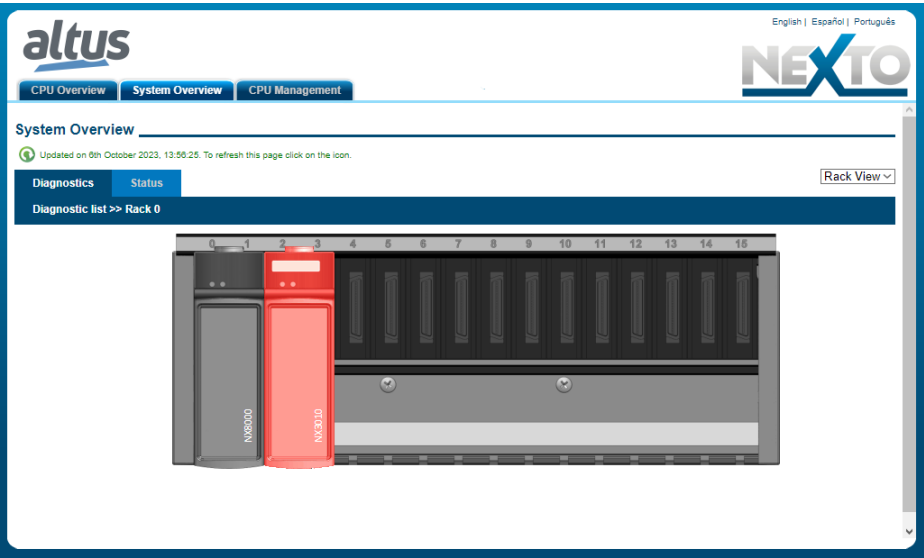 English | Español | Português
altus
NEXTO
CPU Overview System Overview CPU Management
System Overview
Updated on 6th October 2023, 13:56:25. To refresh this page click on the icon.
Diagnostics Status
Rack View
Diagnostic list >> Rack 0
0 1 2 3 4 5 6 7 8 9 10 11 12 13 14 15
NX8000
NX3010